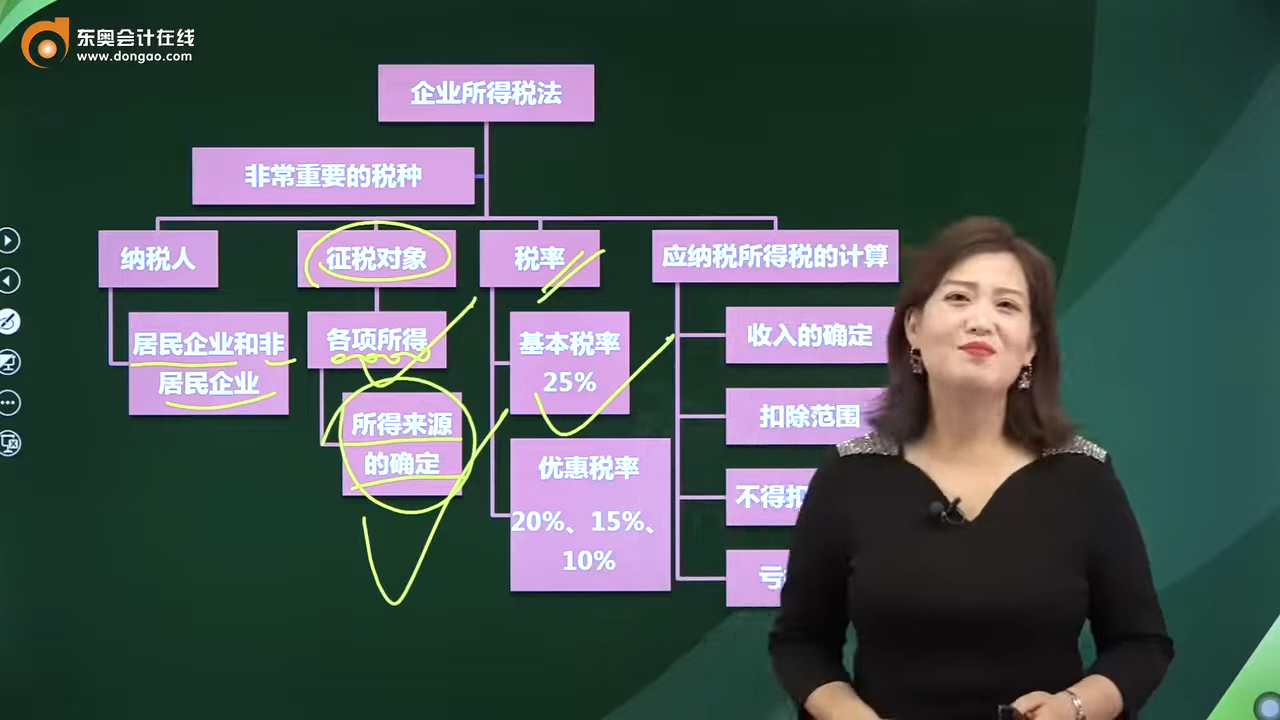 东奥会计在线
www.dongao.com
企业所得税法
非常重要的税种
纳税人
征税对象
税率
应纳税所得税的计算
居民企业和非
居民企业
各项所得
所得来源
的确定
基本税率
25%
优惠税率
20%、15%、
10%
收入的确定
扣除范围
不得扣
亏